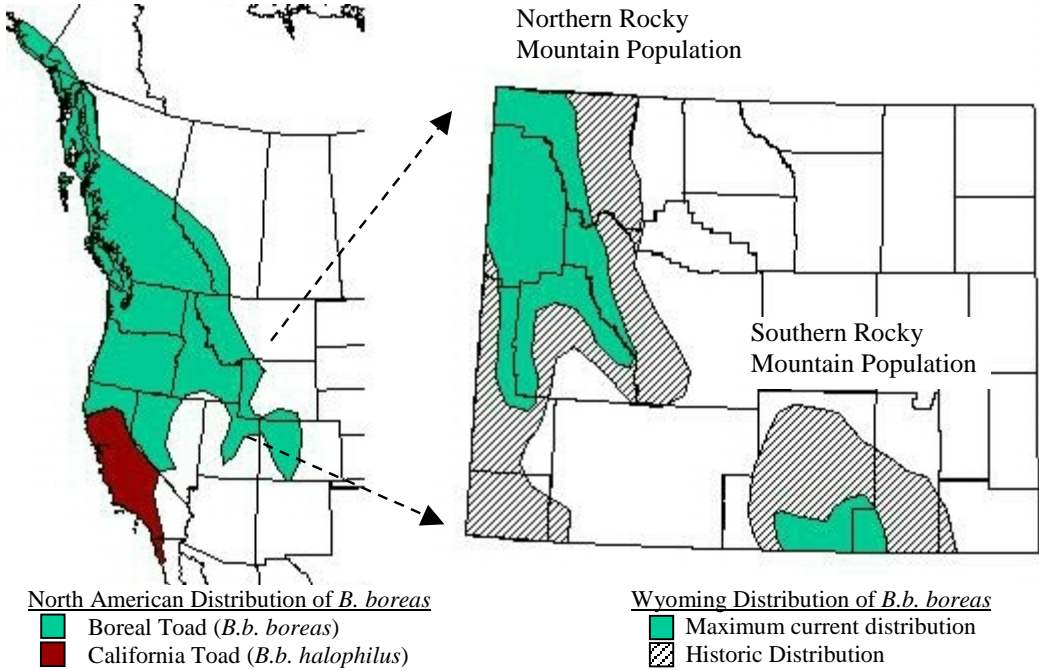 Northern Rocky
Mountain Population
Southern Rocky
Mountain Population
North American Distribution of B. boreas
Boreal Toad (B.b. boreas)
California Toad (B.b. halophilus)
Wyoming Distribution of B.b. boreas
Maximum current distribution
Historic Distribution